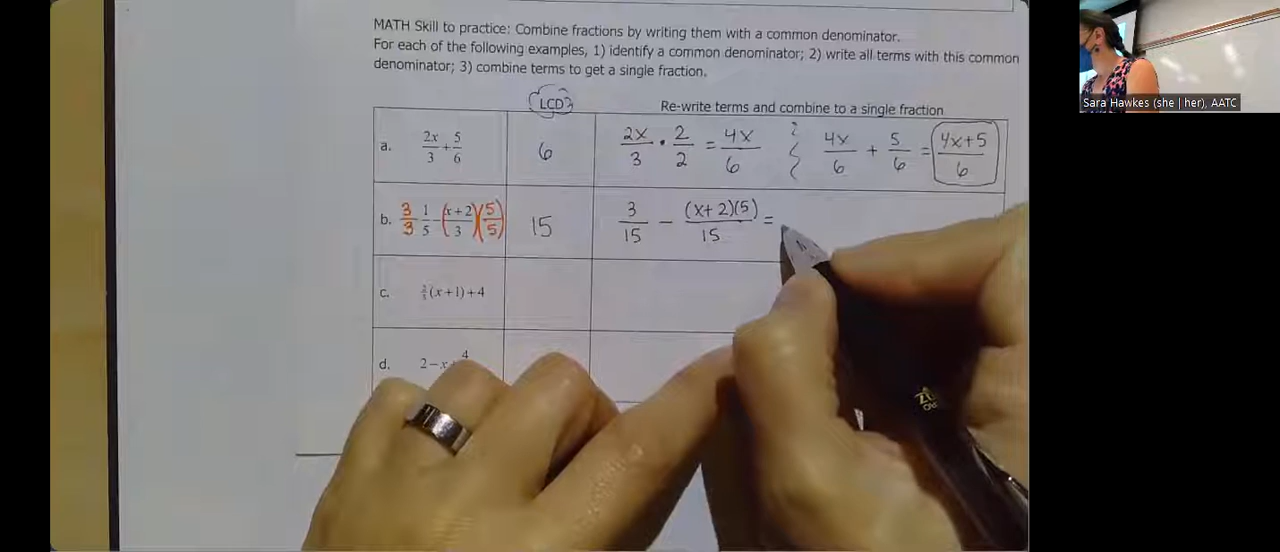 MATH Skill to practice: Combine fractions by writing them with a common denominator.
For each of the following examples, 1) identify a common denominator; 2) write all terms with this common
denominator; 3) combine terms to get a single fraction.
LCD Re-write terms and combine to a single fraction
a. 2x/3 + 5/6 6 2x/3 • 2/2 = 4x/6 4x/6 + 5/6 = 4x+5/6
b. 3/3 1/5 − (x+2/3)(5/5) 15 3/15 − (x+2)(5)/15 =
c. (x+1)+4
d. 2−x 4
Sara Hawkes (she | her), AATC